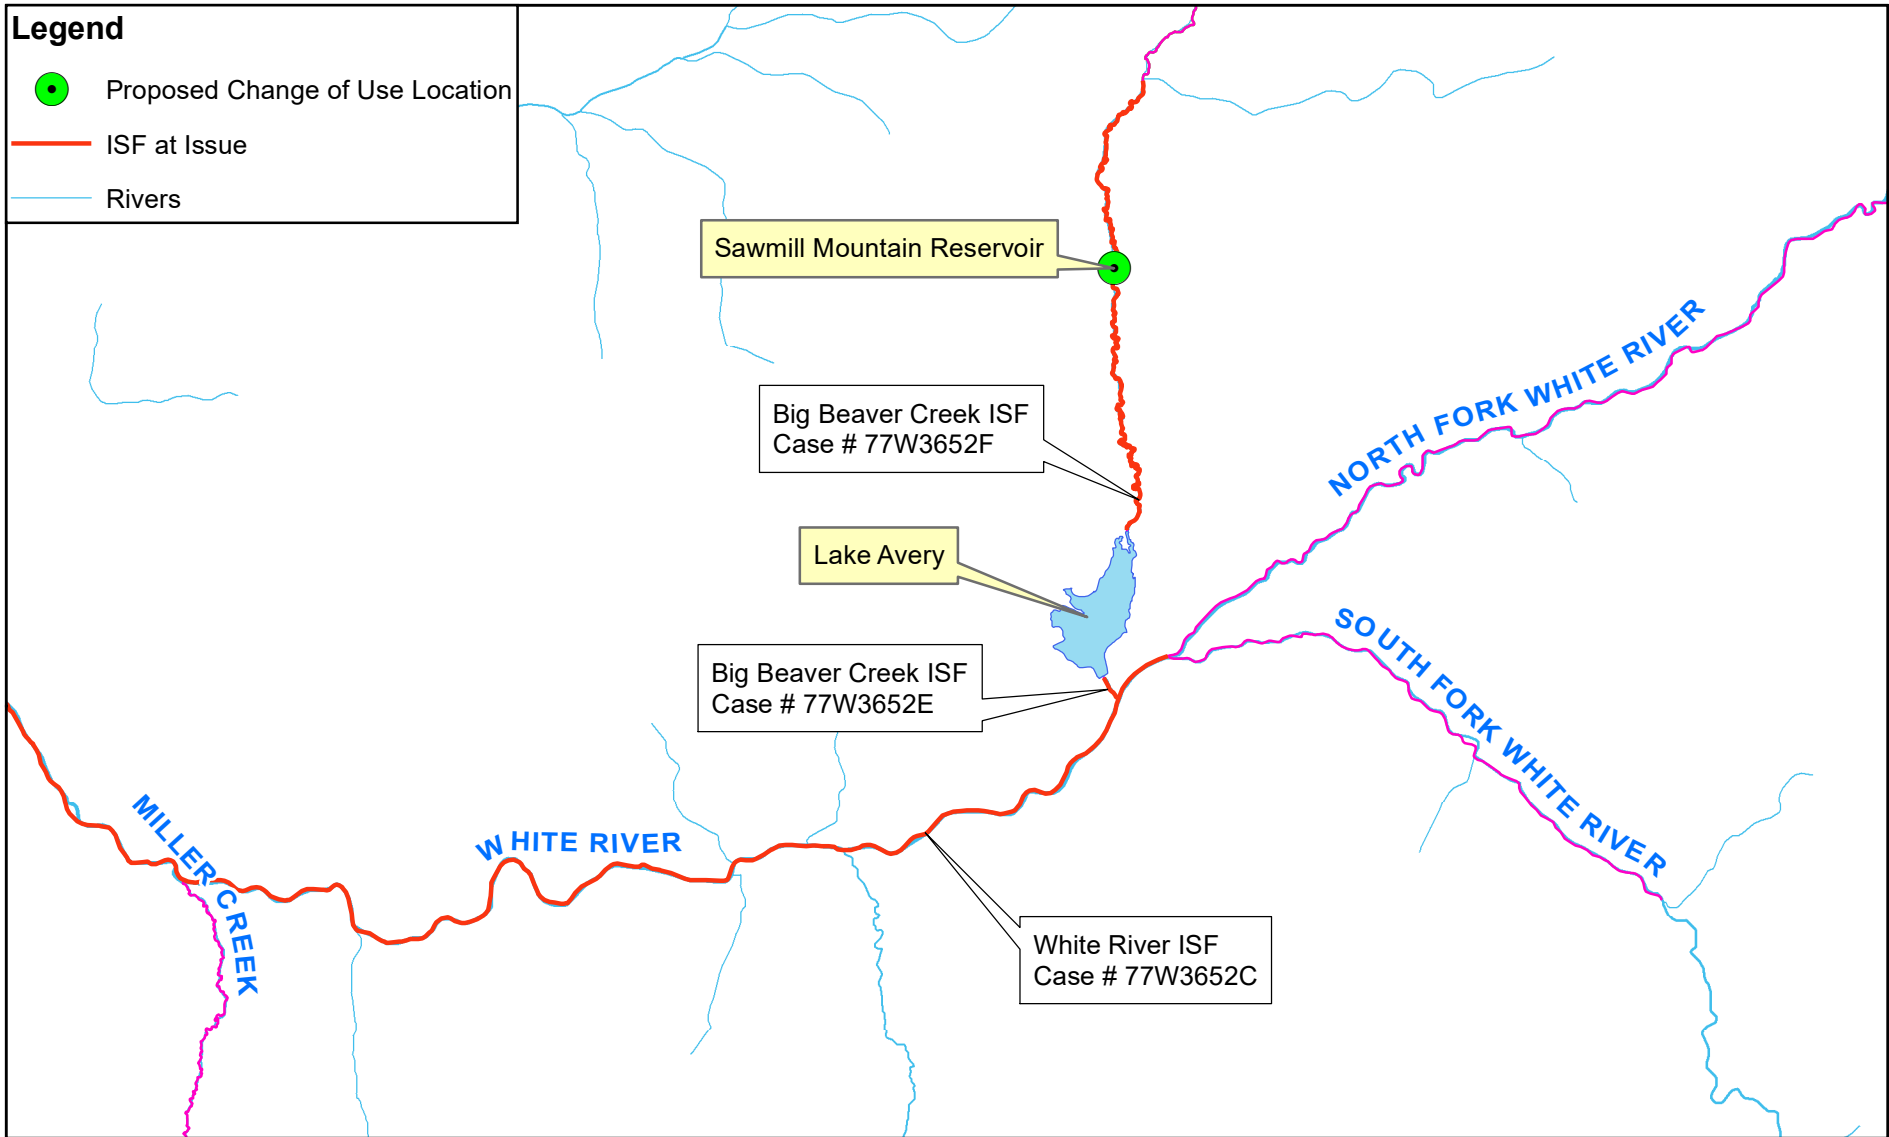 Legend
Proposed Change of Use Location
ISF at Issue
Rivers
Sawmill Mountain Reservoir
Big Beaver Creek ISF
Case # 77W3652F
NORTH FORK WHITE RIVER
Lake Avery
SOUTH FORK WHITE RIVER
Big Beaver Creek ISF
Case # 77W3652E
MILLER CREEK
WHITE RIVER
White River ISF
Case # 77W3652C